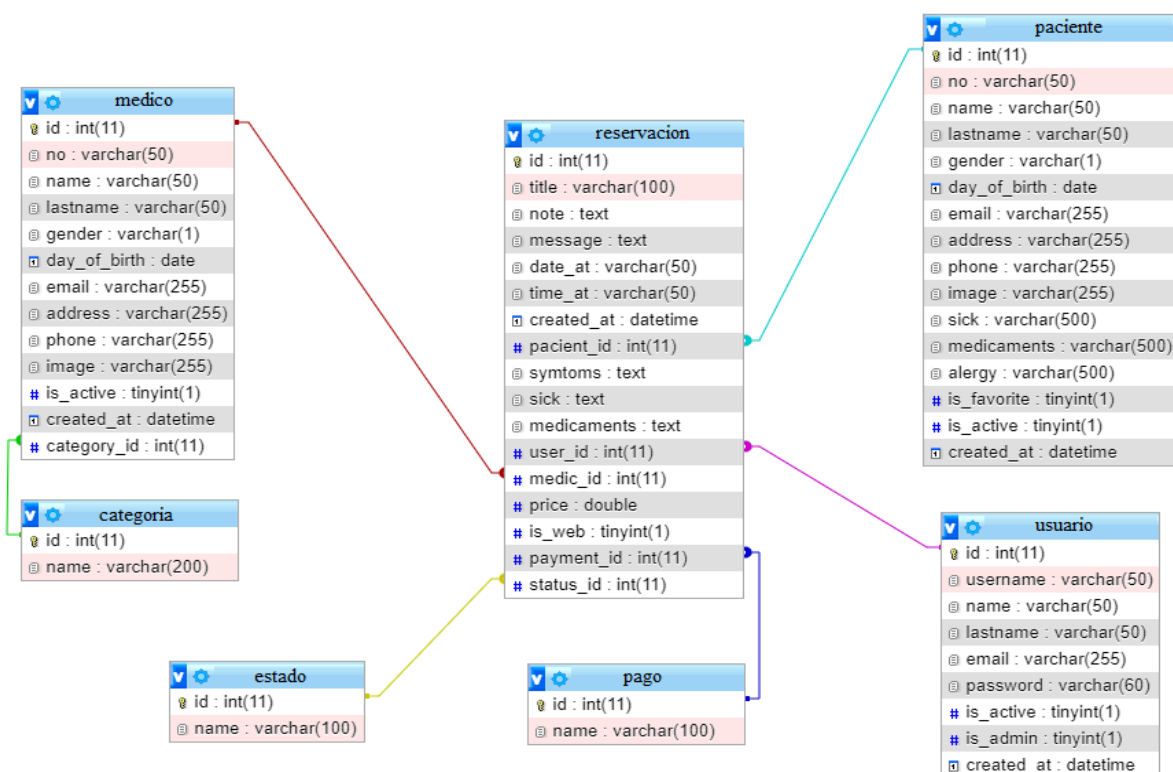 medico
id : int(11)
no : varchar(50)
name : varchar(50)
lastname : varchar(50)
gender : varchar(1)
day_of_birth : date
email : varchar(255)
address : varchar(255)
phone : varchar(255)
image : varchar(255)
is_active : tinyint(1)
created_at : datetime
category_id : int(11)
categoria
id : int(11)
name : varchar(200)
estado
id : int(11)
name : varchar(100)
reservacion
id : int(11)
title : varchar(100)
note : text
message : text
date_at : varchar(50)
time_at : varchar(50)
created_at : datetime
pacient_id : int(11)
symtoms : text
sick : text
medicaments : text
user_id : int(11)
medic_id : int(11)
price : double
is_web : tinyint(1)
payment_id : int(11)
status_id : int(11)
pago
id : int(11)
name : varchar(100)
paciente
id : int(11)
no : varchar(50)
name : varchar(50)
lastname : varchar(50)
gender : varchar(1)
day_of_birth : date
email : varchar(255)
address : varchar(255)
phone : varchar(255)
image : varchar(255)
sick : varchar(500)
medicaments : varchar(500)
alergy : varchar(500)
is_favorite : tinyint(1)
is_active : tinyint(1)
created_at : datetime
usuario
id : int(11)
username : varchar(50)
name : varchar(50)
lastname : varchar(50)
email : varchar(255)
password : varchar(60)
is_active : tinyint(1)
is_admin : tinyint(1)
created_at : datetime